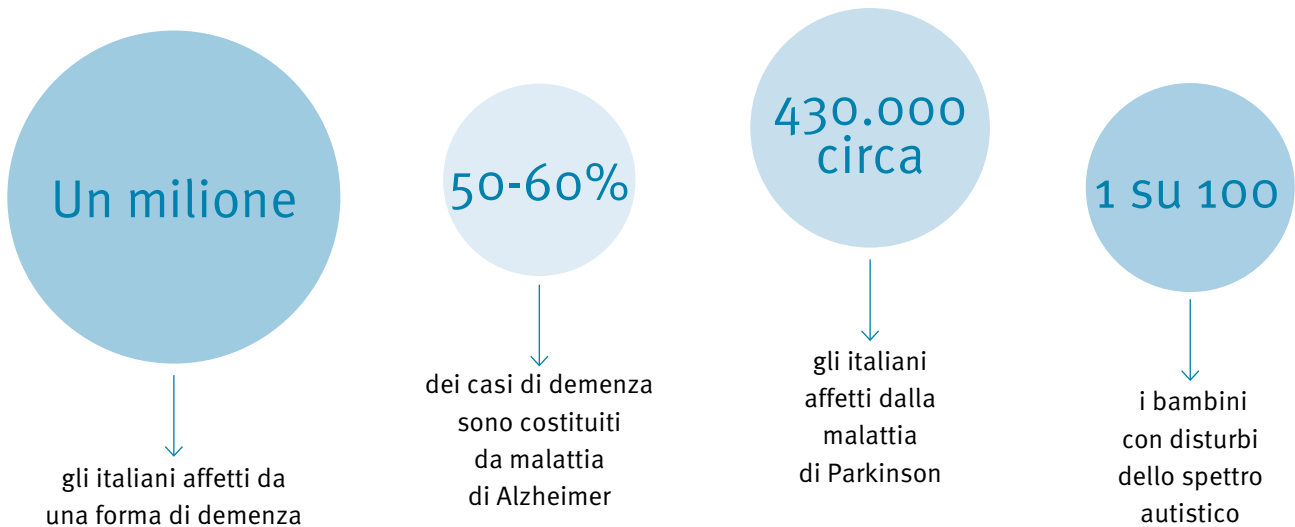 Un milione
gli italiani affetti da
una forma di demenza
50-60%
dei casi di demenza
sono costituiti
da malattia
di Alzheimer
430.000
circa
gli italiani
affetti dalla
malattia
di Parkinson
1 su 100
i bambini
con disturbi
dello spettro
autistico